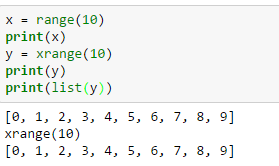 x = range(10)
print(x)
y = xrange(10)
print(y)
print(list(y))
[0, 1, 2, 3, 4, 5, 6, 7, 8, 9]
xrange(10)
[0, 1, 2, 3, 4, 5, 6, 7, 8, 9]